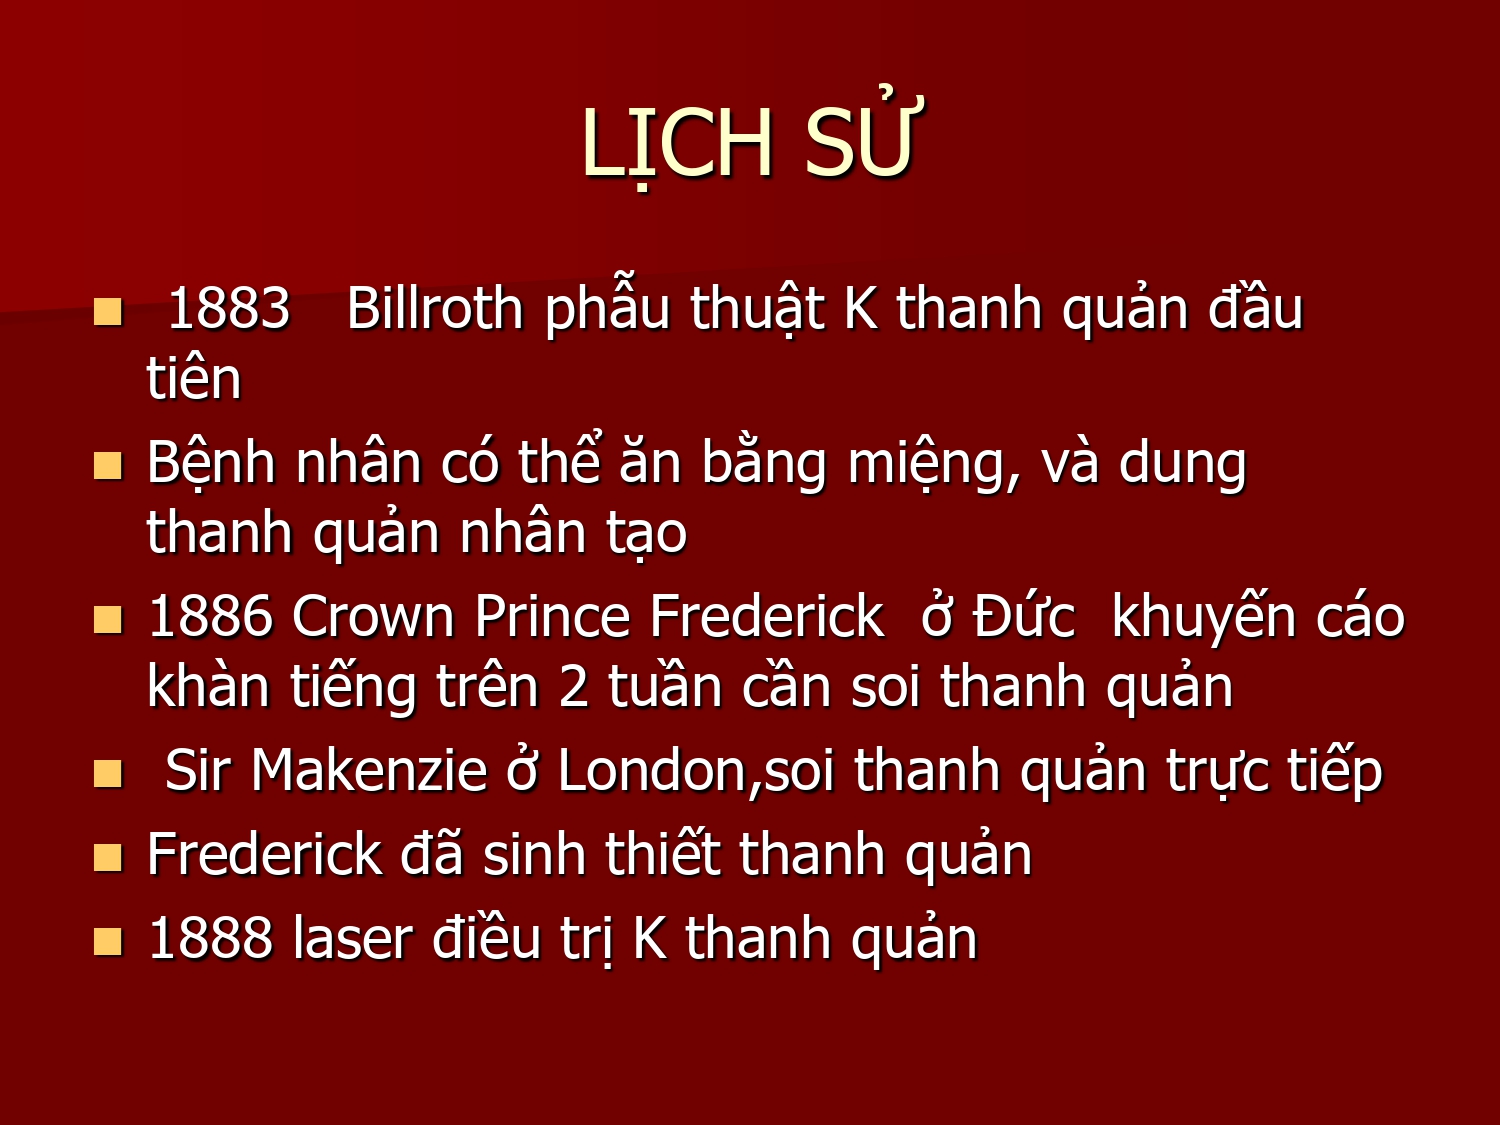 LỊCH SỬ
1883 Billroth phẫu thuật K thanh quản đầu
tiên
Bệnh nhân có thể ăn bằng miệng, và dung
thanh quản nhân tạo
1886 Crown Prince Frederick ở Đức khuyến cáo
khàn tiếng trên 2 tuần cần soi thanh quản
Sir Makenzie ở London,soi thanh quản trực tiếp
Frederick đã sinh thiết thanh quản
1888 laser điều trị K thanh quản